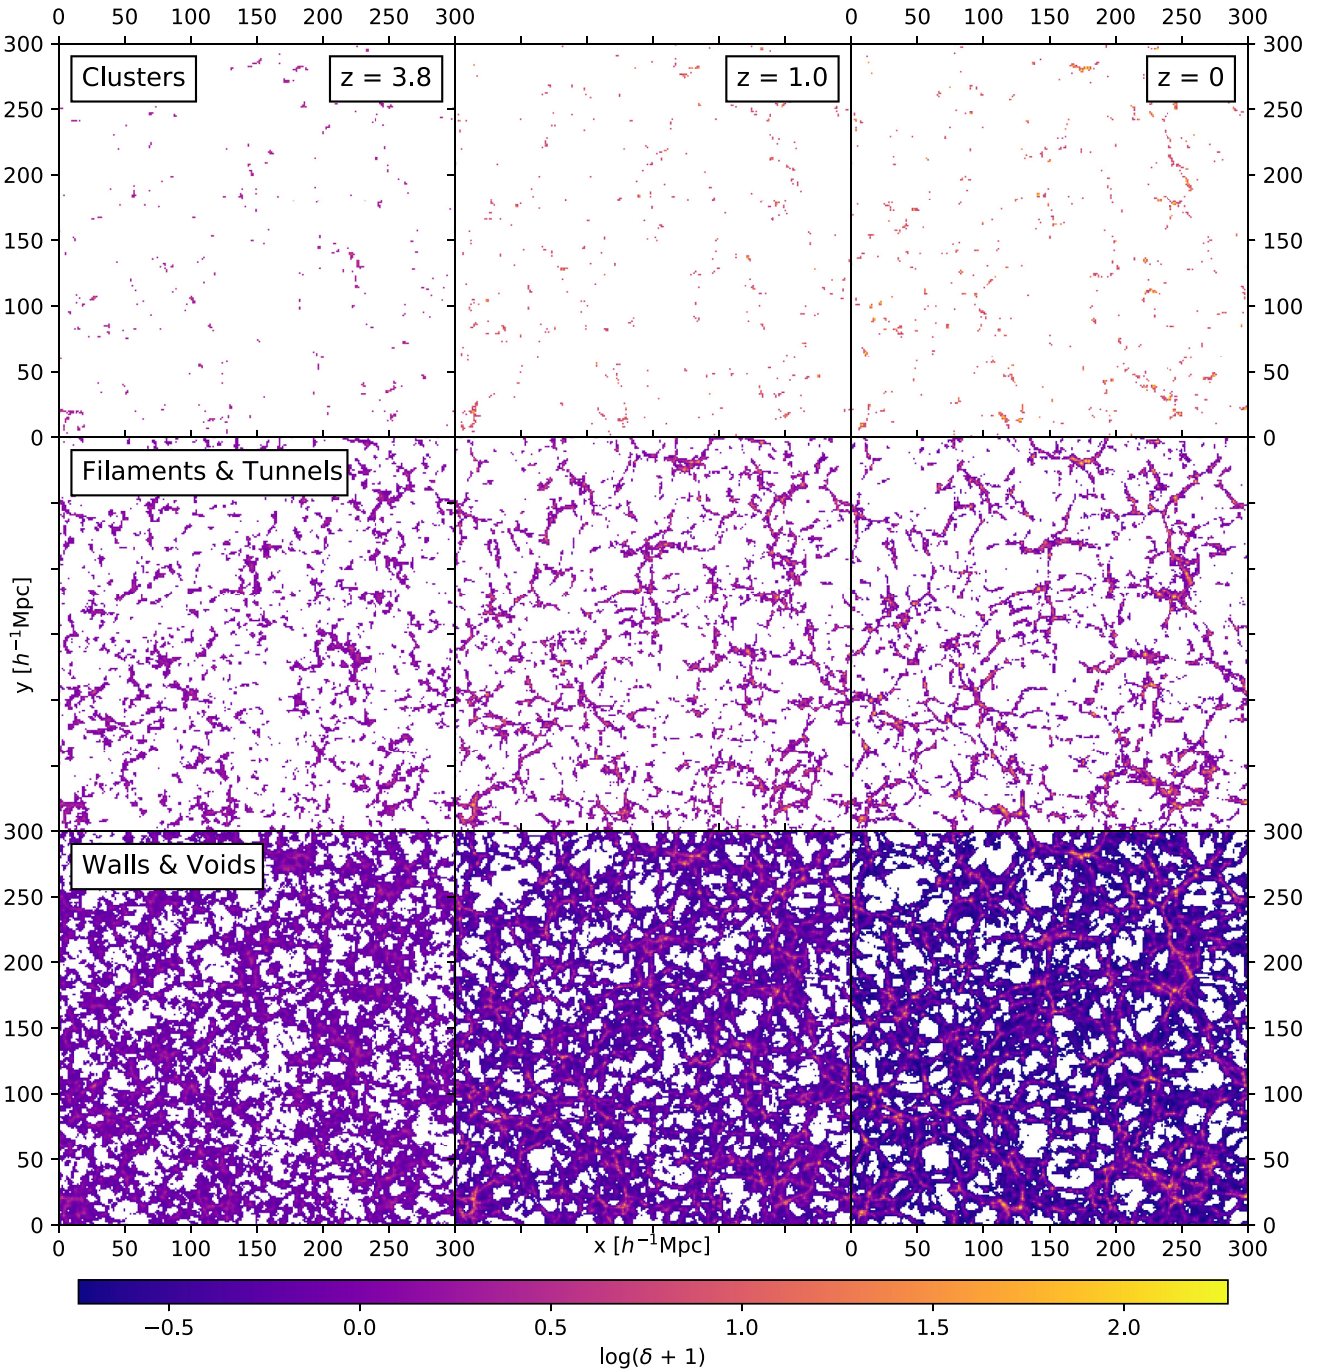 0 50 100 150 200 250 300 0 50 100 150 200 250 300
300 300
Clusters z = 3.8 z = 1.0 z = 0
250 250
200 200
150 150
100 100
50 50
0 0
Filaments & Tunnels
y [h⁻¹Mpc]
300 300
Walls & Voids
250 250
200 200
150 150
100 100
50 50
0 0
0 50 100 150 200 250 300 x [h⁻¹Mpc] 0 50 100 150 200 250 300
−0.5 0.0 0.5 1.0 1.5 2.0
log(δ + 1)